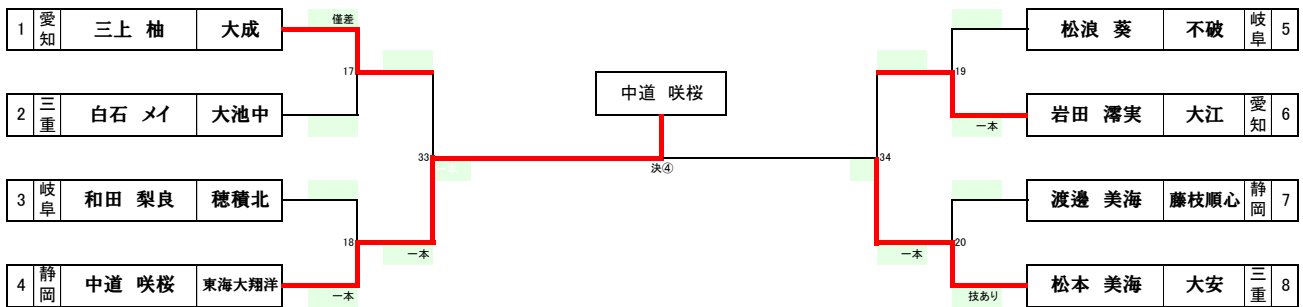 1 愛知 三上 柚 大成
僅差
17
2 三重 白石 メイ 大池中
33
3 岐阜 和田 梨良 穂積北
18
一本
4 静岡 中道 咲桜 東海大翔洋
一本
中道 咲桜
決④
松浪 葵 不破 岐阜 5
19
岩田 澪実 大江 愛知 6
一本
34
渡邊 美海 藤枝順心 静岡 7
20
一本
松本 美海 大安 三重 8
技あり